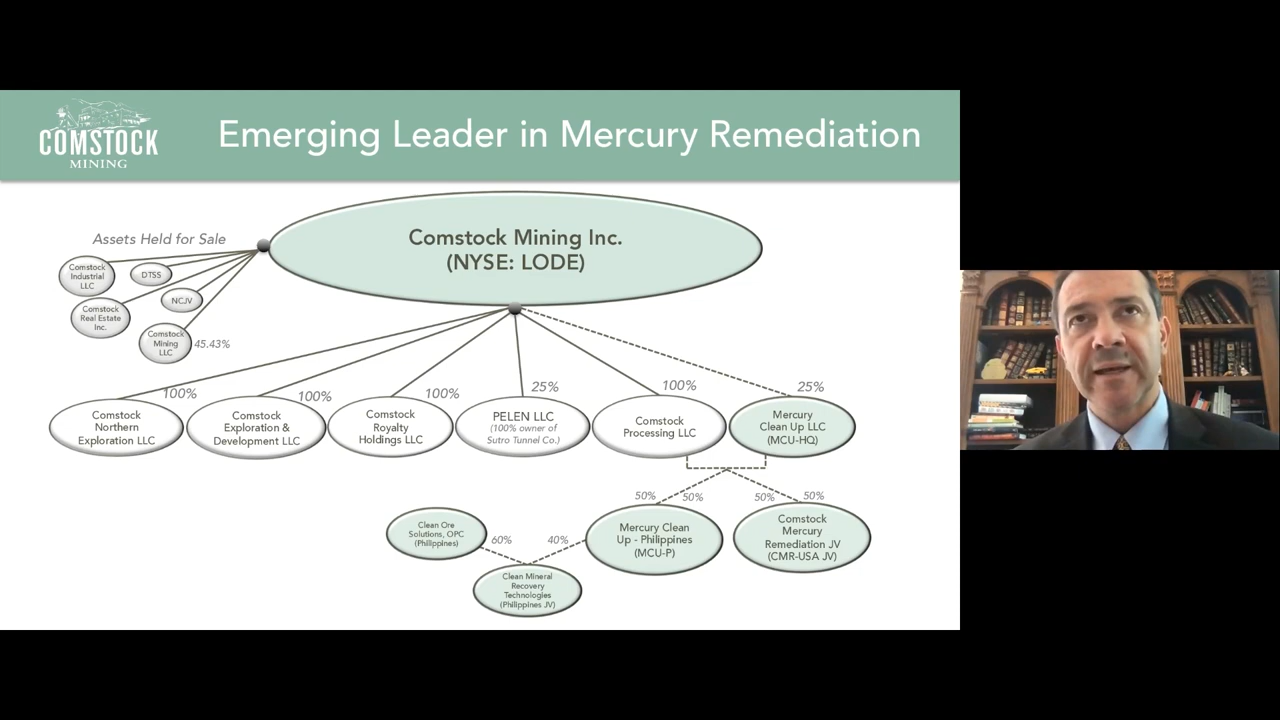 COMSTOCK
MINING
Emerging Leader in Mercury Remediation
Comstock Mining Inc.
(NYSE: LODE)
Assets Held for Sale
Comstock
Industrial
LLC
DTSS
NCJV
Comstock
Real Estate
Inc.
Comstock
Mining
LLC
45.43%
100%
100%
100%
25%
100%
25%
Comstock
Northern
Exploration LLC
Comstock
Exploration &
Development LLC
Comstock
Royalty
Holdings LLC
PELEN LLC
(100% owner of
Sutro Tunnel Co.)
Comstock
Processing LLC
Mercury
Clean Up LLC
(MCU-HQ)
50%
50%
50%
50%
Clean Ore
Solutions, OPC
(Philippines)
60%
40%
Mercury Clean
Up - Philippines
(MCU-P)
Comstock
Mercury
Remediation JV
(CMR-USA JV)
Clean Mineral
Recovery
Technologies
(Philippines JV)